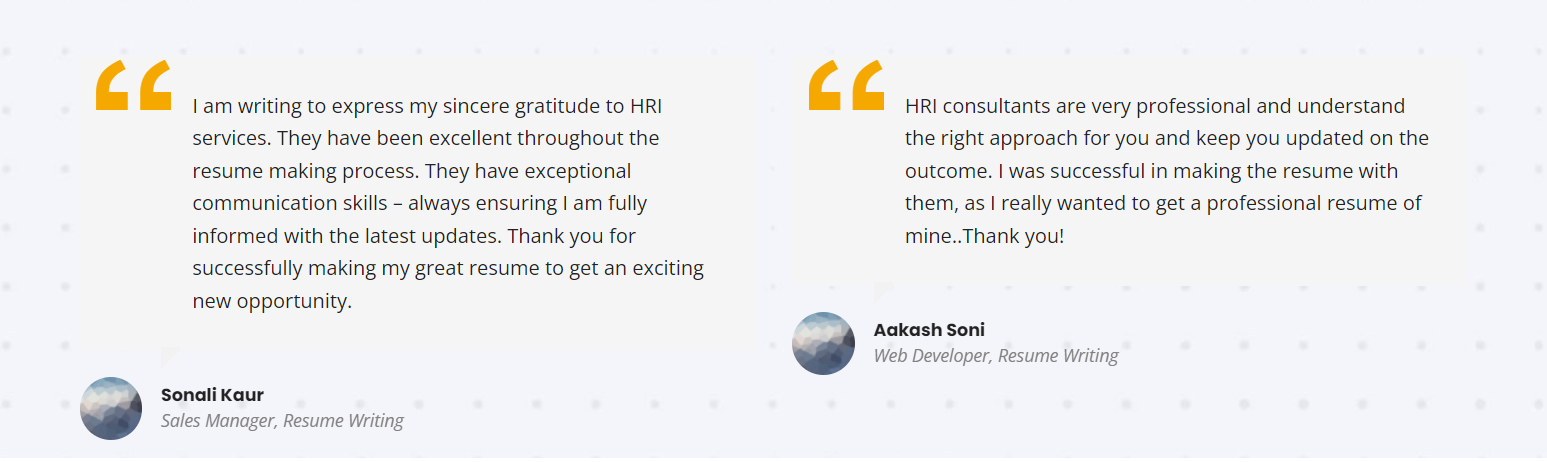 I am writing to express my sincere gratitude to HRI
services. They have been excellent throughout the
resume making process. They have exceptional
communication skills – always ensuring I am fully
informed with the latest updates. Thank you for
successfully making my great resume to get an exciting
new opportunity.
Sonali Kaur
Sales Manager, Resume Writing
HRI consultants are very professional and understand
the right approach for you and keep you updated on the
outcome. I was successful in making the resume with
them, as I really wanted to get a professional resume of
mine..Thank you!
Aakash Soni
Web Developer, Resume Writing